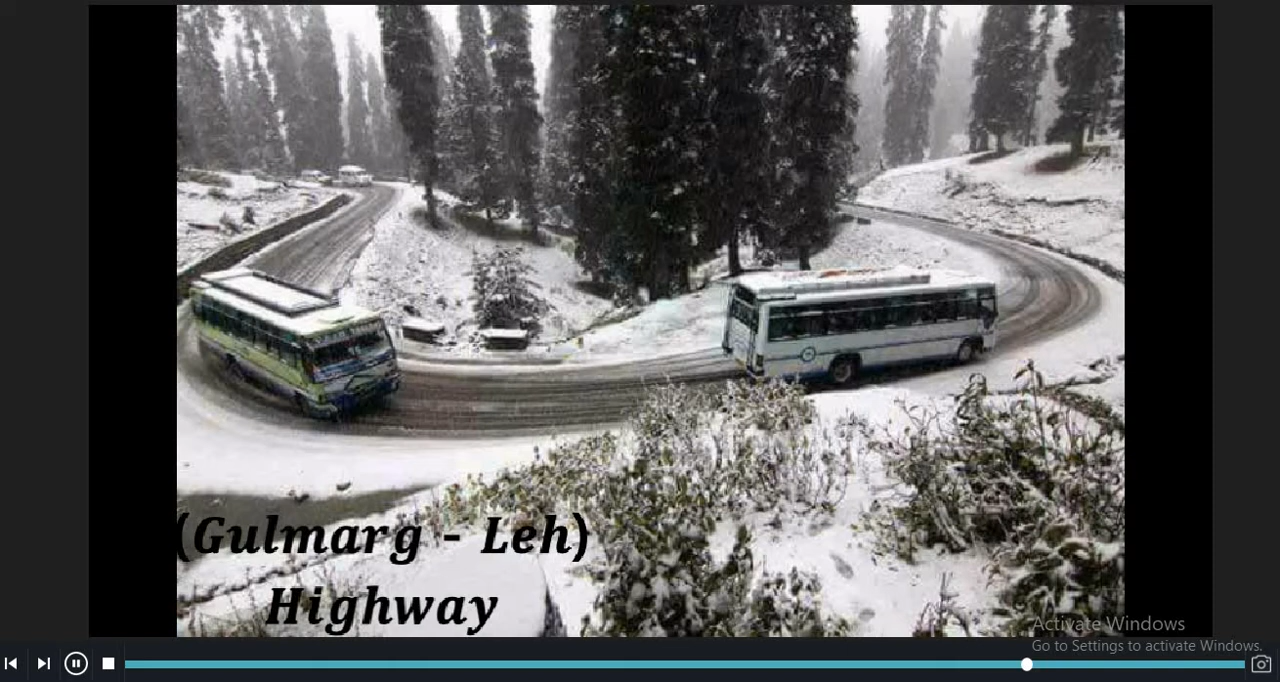 (Gulmarg - Leh)
Highway
Activate Windows
Go to Settings to activate Windows.